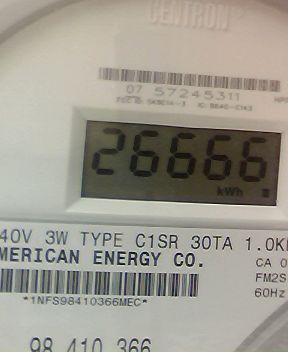 CENTRON
07 57245311
26666
kWh
40V 3W TYPE C1SR 30TA 1.0K
MERICAN ENERGY CO.
CA 0
FM2S
60Hz
*1NFS98410366MEC*
98 410 366